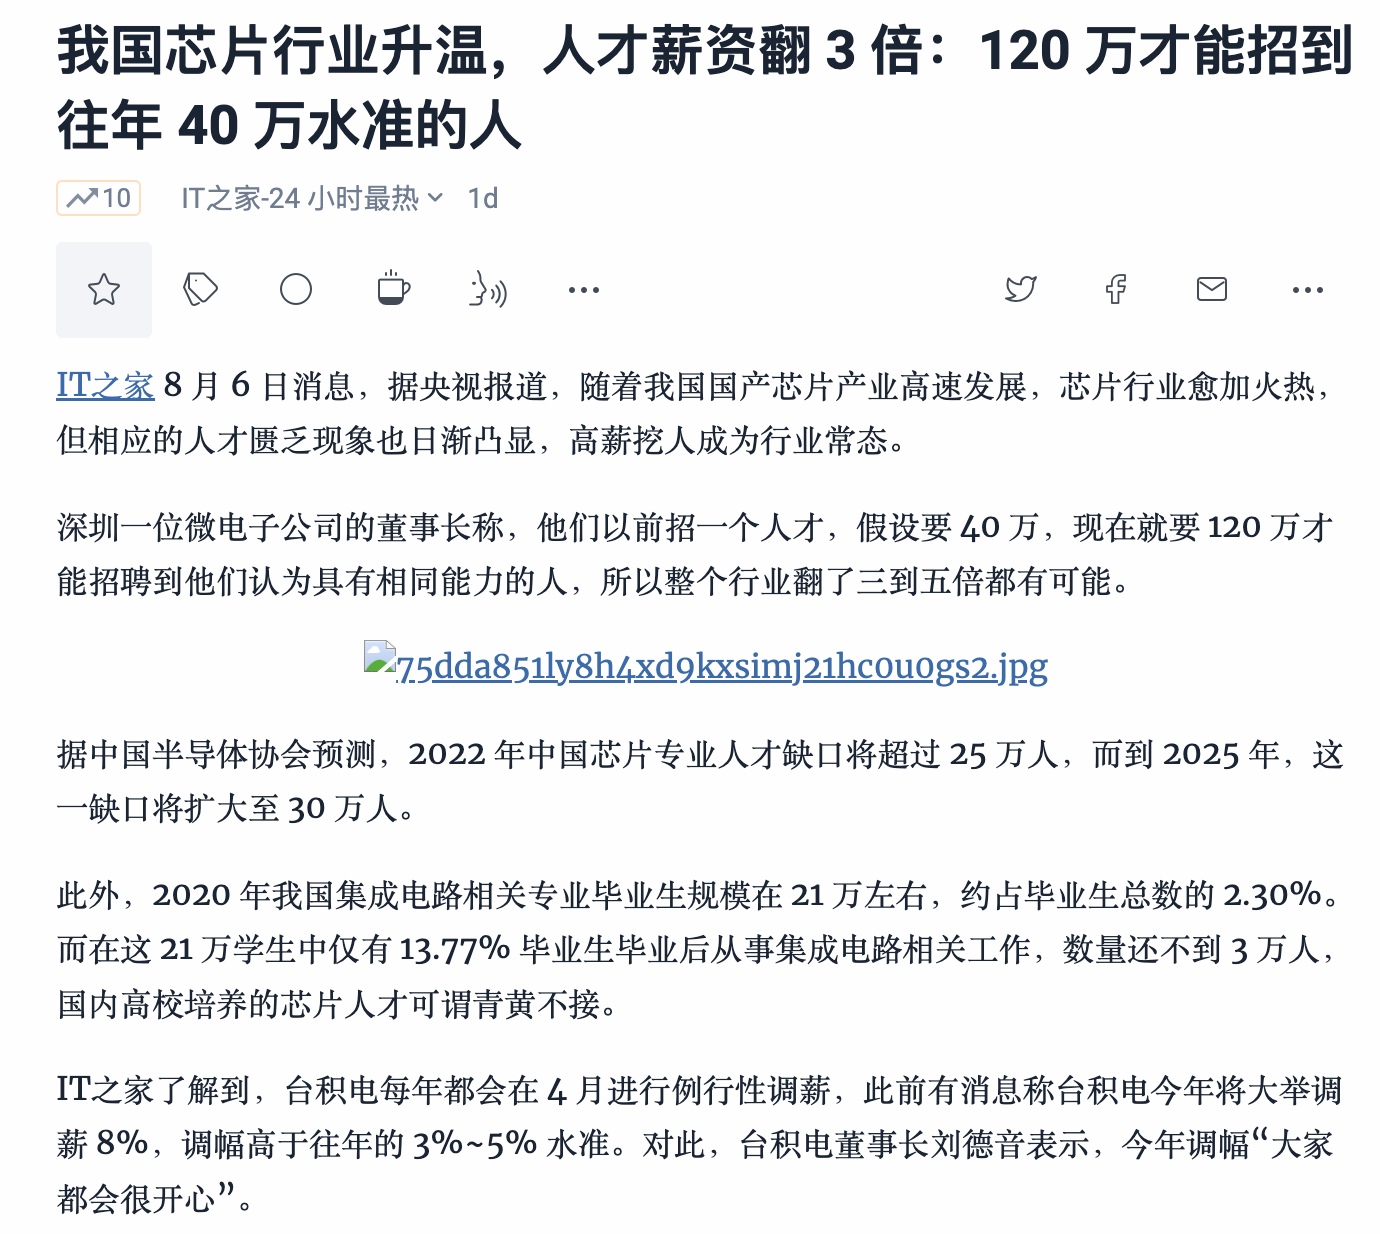 我国芯片行业升温，人才薪资翻 3 倍：120 万才能招到
往年 40 万水准的人
10 IT之家-24 小时最热 1d
IT之家 8 月 6 日消息，据央视报道，随着我国国产芯片产业高速发展，芯片行业愈加火热，
但相应的人才匮乏现象也日渐凸显，高薪挖人成为行业常态。
深圳一位微电子公司的董事长称，他们以前招一个人才，假设要 40 万，现在就要 120 万才
能招聘到他们认为具有相同能力的人，所以整个行业翻了三到五倍都有可能。
75dda851ly8h4xd9kxsimj21hc0u0gs2.jpg
据中国半导体协会预测，2022 年中国芯片专业人才缺口将超过 25 万人，而到 2025 年，这
一缺口将扩大至 30 万人。
此外，2020 年我国集成电路相关专业毕业生规模在 21 万左右，约占毕业生总数的 2.30%。
而在这 21 万学生中仅有 13.77% 毕业生毕业后从事集成电路相关工作，数量还不到 3 万人，
国内高校培养的芯片人才可谓青黄不接。
IT之家了解到，台积电每年都会在 4 月进行例行性调薪，此前有消息称台积电今年将大举调
薪 8%，调幅高于往年的 3%~5% 水准。对此，台积电董事长刘德音表示，今年调幅“大家
都会很开心”。